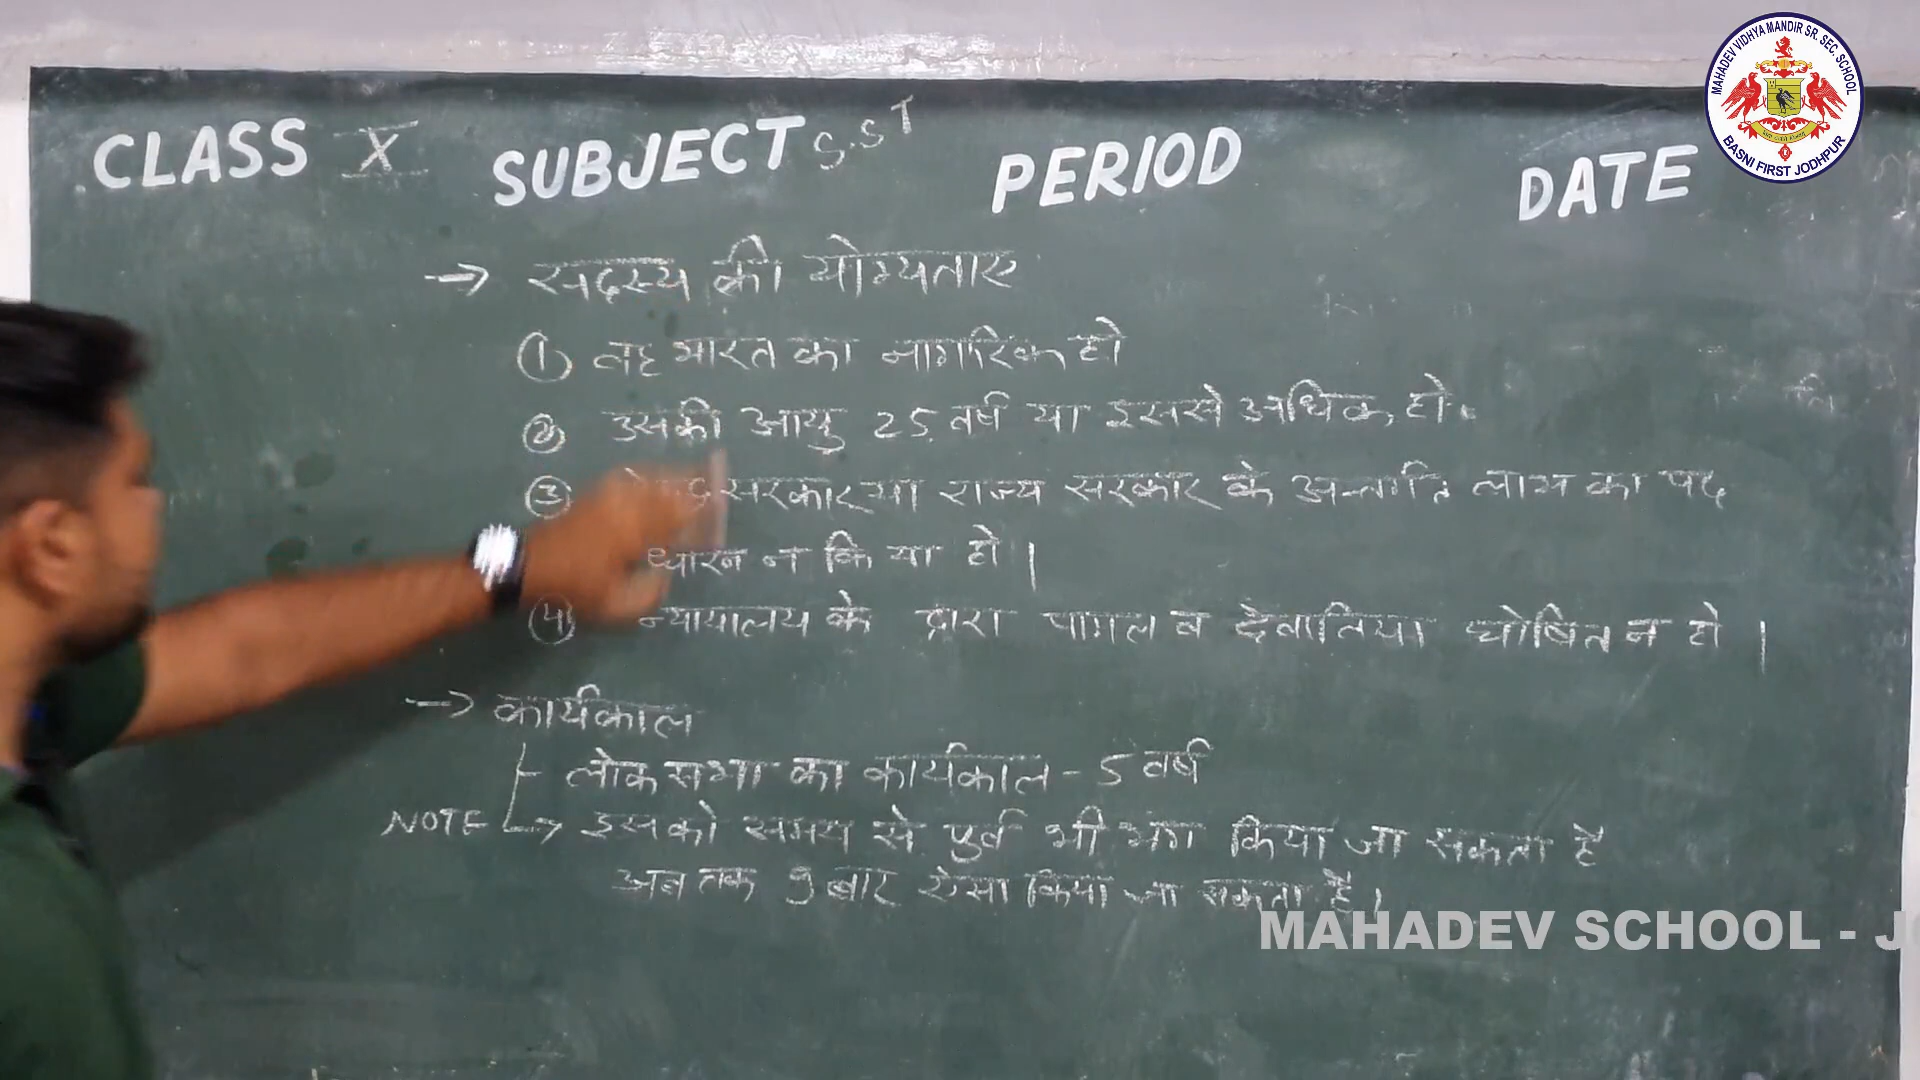 MAHADEV VIDHYA MANDIR SR. SEC. SCHOOL
BASNI FIRST JODHPUR
CLASS X SUBJECT S.ST PERIOD DATE
→ सदस्य की योग्यताए
① वह भारत का नागरिक हो
② उसकी आयु 25 वर्ष या इससे अधिक हो।
③ सरकार या राज्य सरकार के अन्तर्गत लाभ का पद
धारन न किया हो।
④ न्यायालय के द्वारा पागल व देवालिया घोषित न हो।
→ कार्यकाल
लोकसभा का कार्यकाल - 5 वर्ष
NOTE → इसको समय से पुर्व भी भंग किया जा सकता है
अब तक 9 बार ऐसा किया जा सकता है।
MAHADEV SCHOOL - J